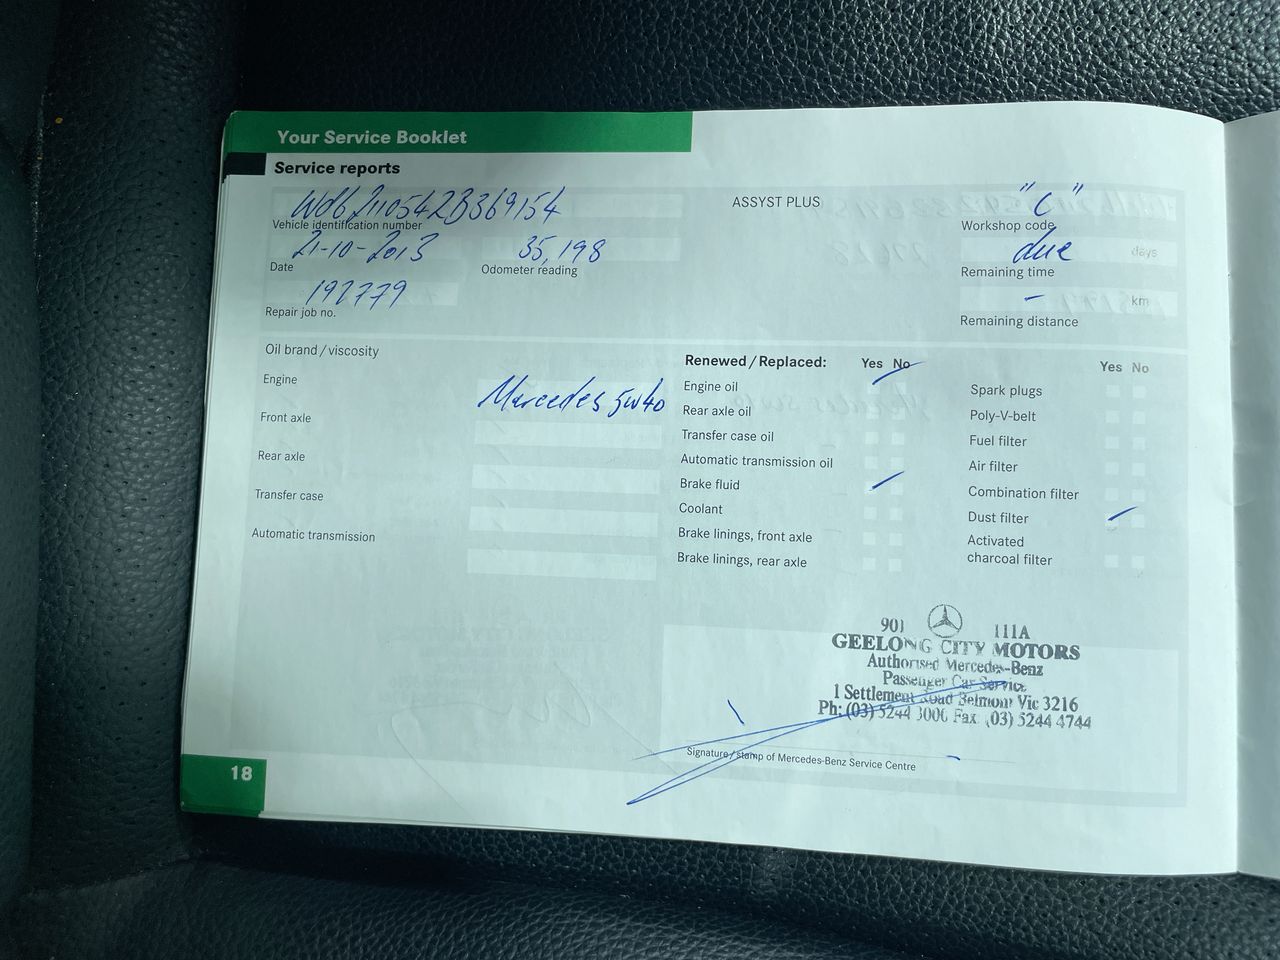 Your Service Booklet
Service reports
Wdb2110542B369154
Vehicle identification number
ASSYST PLUS
"C"
Workshop code
21-10-2013
Date
35,198
Odometer reading
due days
Remaining time
192779
Repair job no.
- km
Remaining distance
Oil brand / viscosity
Engine
Mercedes 5w40
Front axle
Rear axle
Transfer case
Automatic transmission
Renewed / Replaced: Yes No
Engine oil
Rear axle oil
Transfer case oil
Automatic transmission oil
Brake fluid
Coolant
Brake linings, front axle
Brake linings, rear axle
Yes No
Spark plugs
Poly-V-belt
Fuel filter
Air filter
Combination filter
Dust filter
Activated
charcoal filter
901 111A
GEELONG CITY MOTORS
Authorised Mercedes-Benz
Passenger Car Service
1 Settlement Road Belmont Vic 3216
Ph: (03) 5244 3000 Fax. (03) 5244 4744
Signature / stamp of Mercedes-Benz Service Centre
18